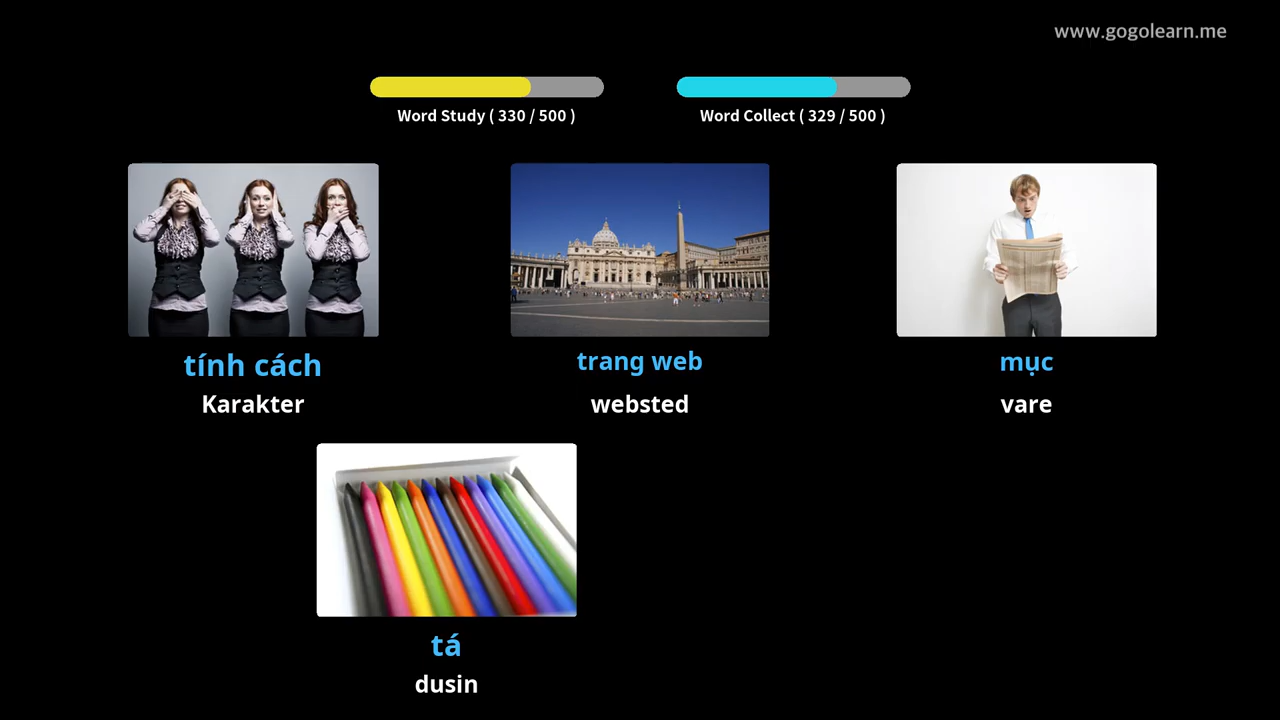 www.gogolearn.me
Word Study ( 330 / 500 )
Word Collect ( 329 / 500 )
tính cách
Karakter
trang web
websted
mục
vare
tá
dusin